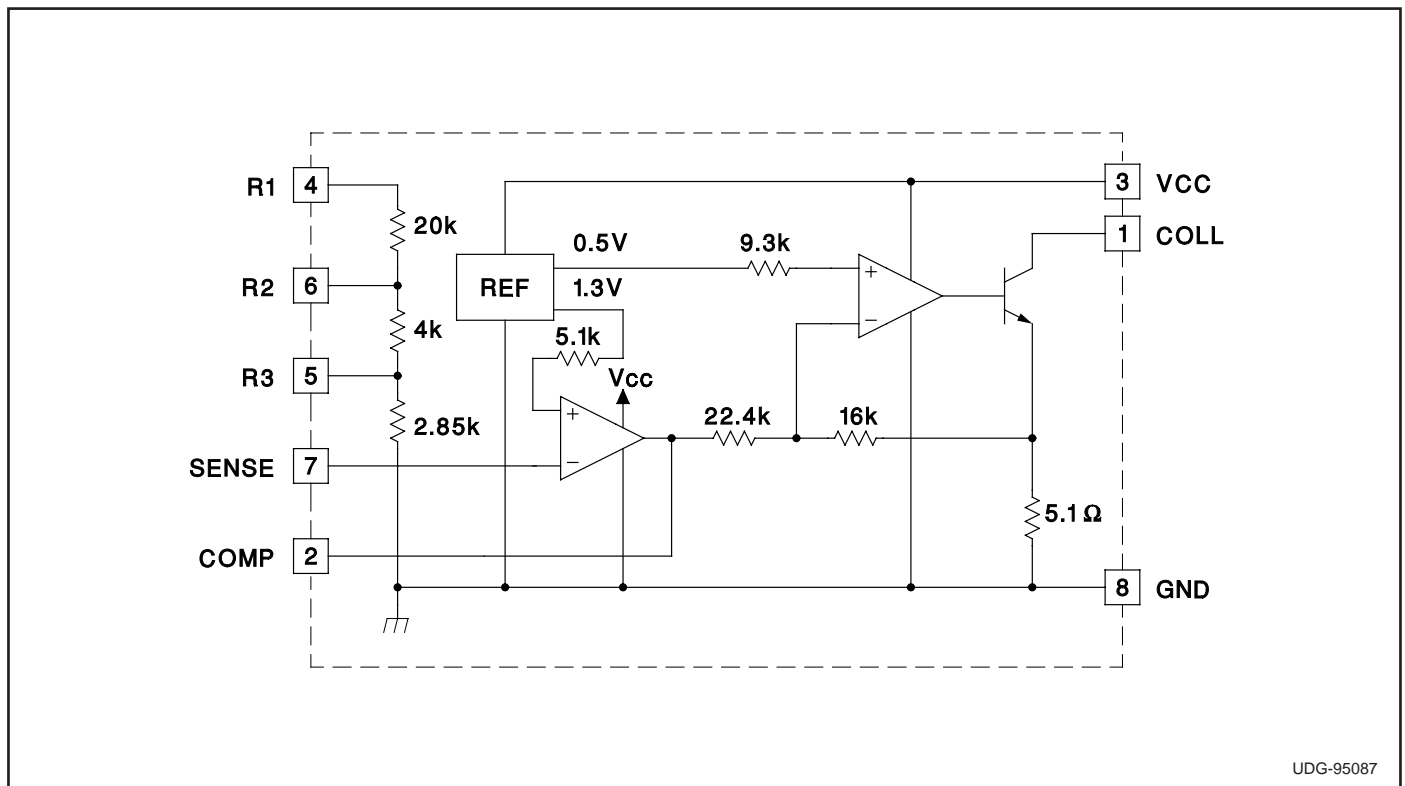 R1 4
20k
R2 6
4k
R3 5
2.85k
SENSE 7
COMP 2
REF
0.5V
1.3V
5.1k
Vcc
+
−
22.4k
16k
9.3k
+
−
5.1Ω
3 VCC
1 COLL
8 GND
UDG-95087